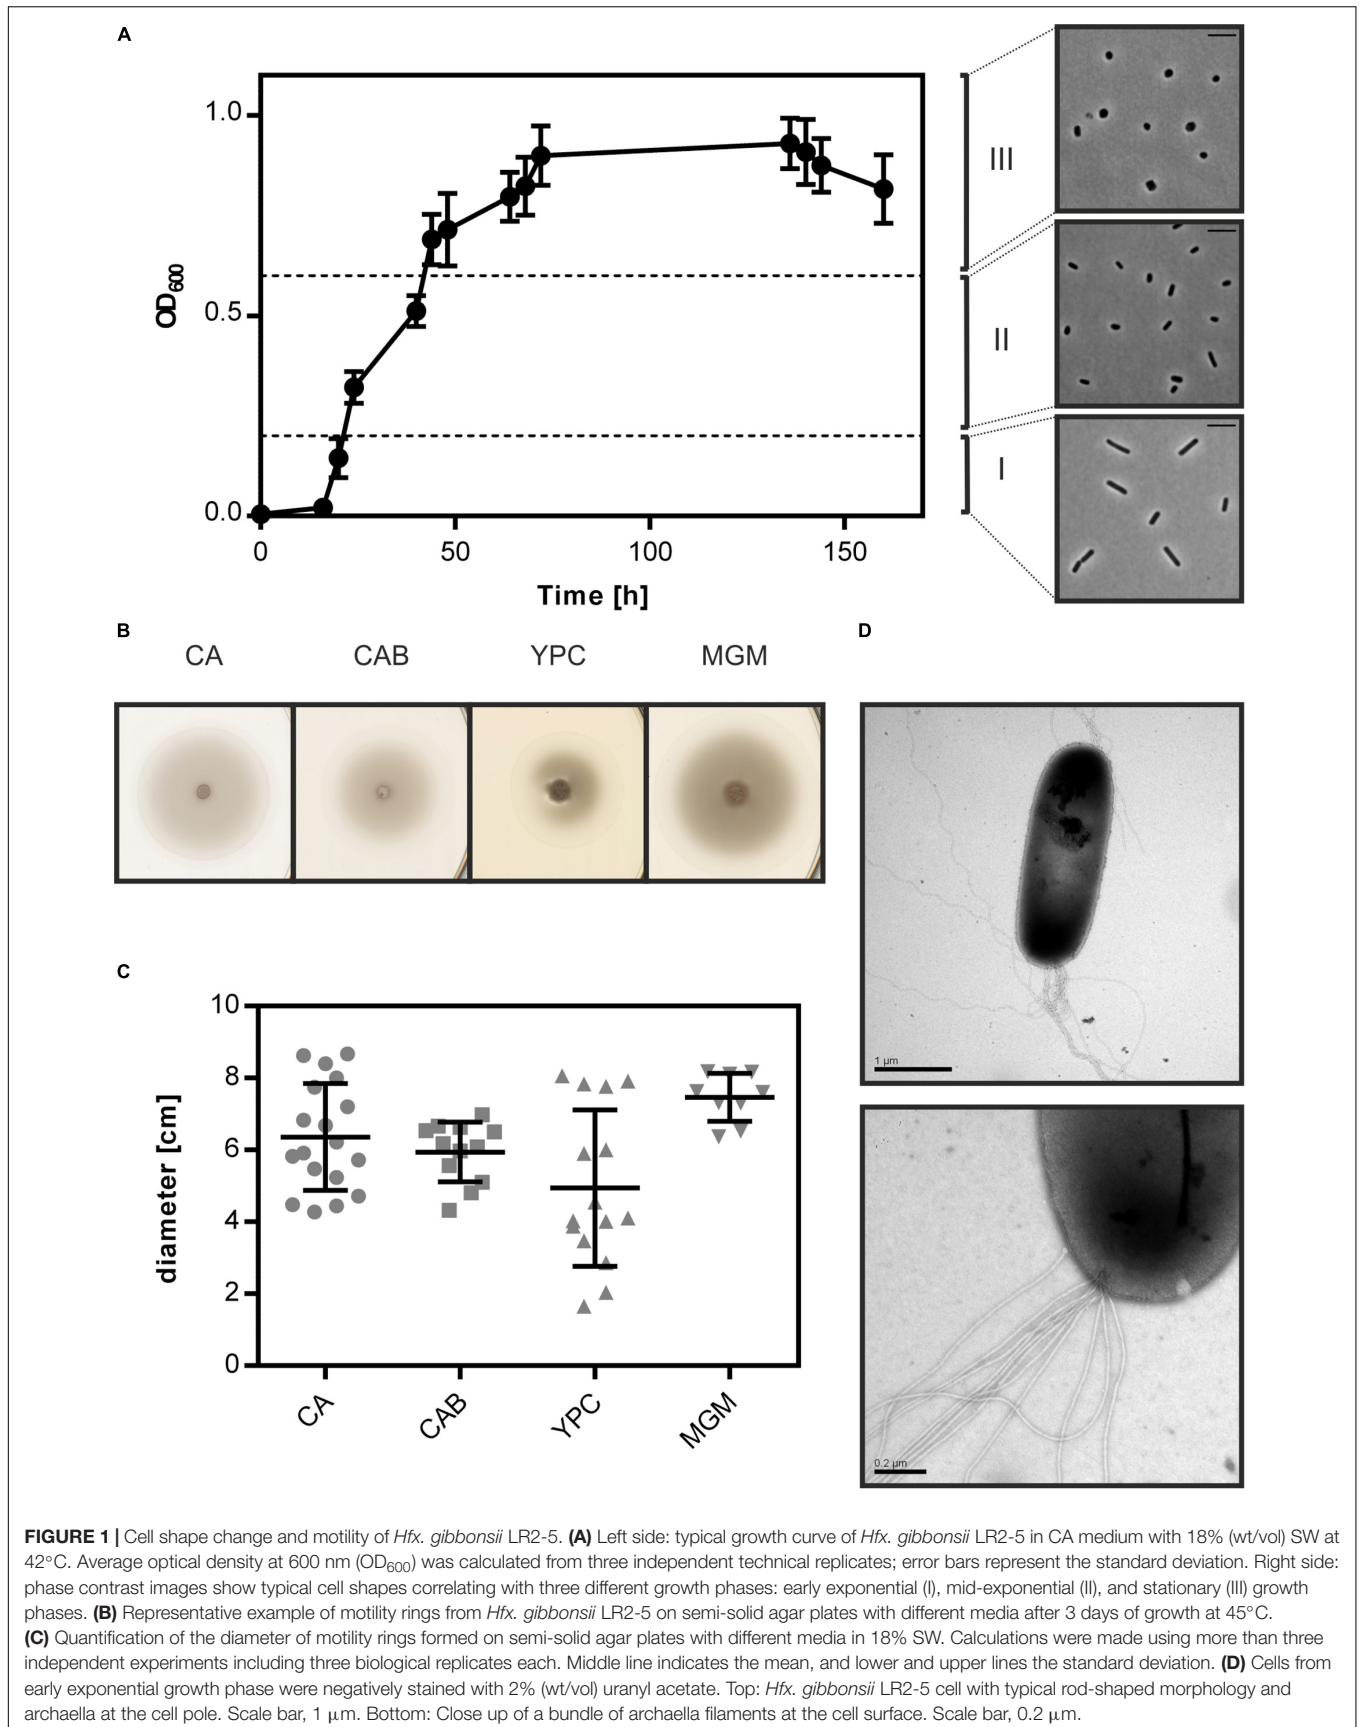 A
1.0
0.5
0.0
OD600
0
50
100
150
Time [h]
III
II
I
B
CA
CAB
YPC
MGM
C
10
8
6
4
2
0
diameter [cm]
CA
CAB
YPC
MGM
D
1 µm
0.2 µm
FIGURE 1 | Cell shape change and motility of Hfx. gibbonsii LR2-5. (A) Left side: typical growth curve of Hfx. gibbonsii LR2-5 in CA medium with 18% (wt/vol) SW at
42°C. Average optical density at 600 nm (OD600) was calculated from three independent technical replicates; error bars represent the standard deviation. Right side:
phase contrast images show typical cell shapes correlating with three different growth phases: early exponential (I), mid-exponential (II), and stationary (III) growth
phases. (B) Representative example of motility rings from Hfx. gibbonsii LR2-5 on semi-solid agar plates with different media after 3 days of growth at 45°C.
(C) Quantification of the diameter of motility rings formed on semi-solid agar plates with different media in 18% SW. Calculations were made using more than three
independent experiments including three biological replicates each. Middle line indicates the mean, and lower and upper lines the standard deviation. (D) Cells from
early exponential growth phase were negatively stained with 2% (wt/vol) uranyl acetate. Top: Hfx. gibbonsii LR2-5 cell with typical rod-shaped morphology and
archaella at the cell pole. Scale bar, 1 µm. Bottom: Close up of a bundle of archaella filaments at the cell surface. Scale bar, 0.2 µm.